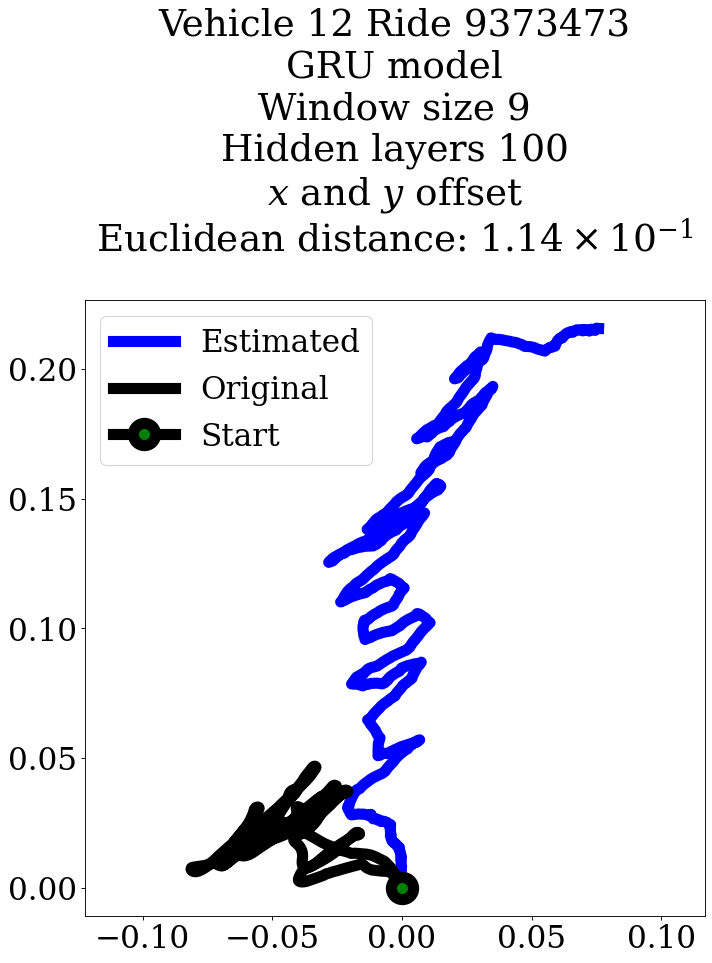 Vehicle 12 Ride 9373473
GRU model
Window size 9
Hidden layers 100
x and y offset
Euclidean distance: 1.14 × 10⁻¹
Estimated
Original
Start
0.20
0.15
0.10
0.05
0.00
−0.10 −0.05 0.00 0.05 0.10